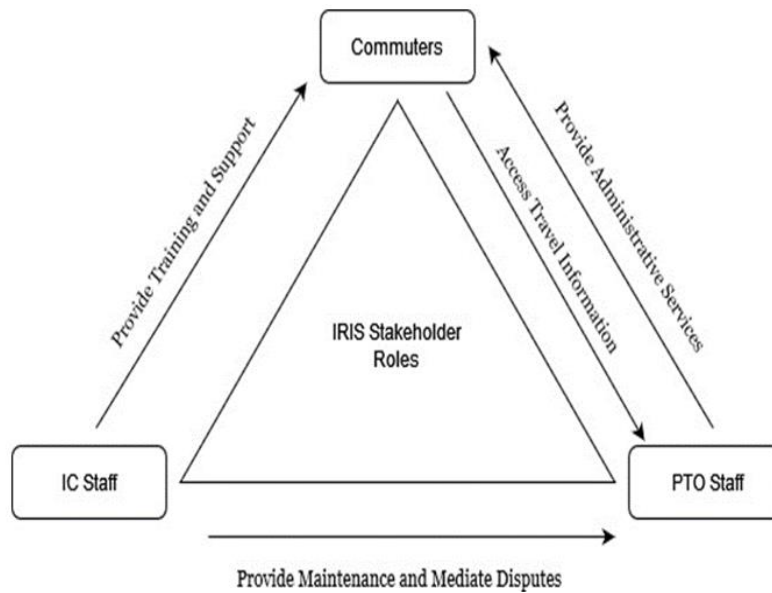 Commuters
Provide Training and Support
Access Travel Information
Provide Administrative Services
IRIS Stakeholder
Roles
IC Staff
PTO Staff
Provide Maintenance and Mediate Disputes